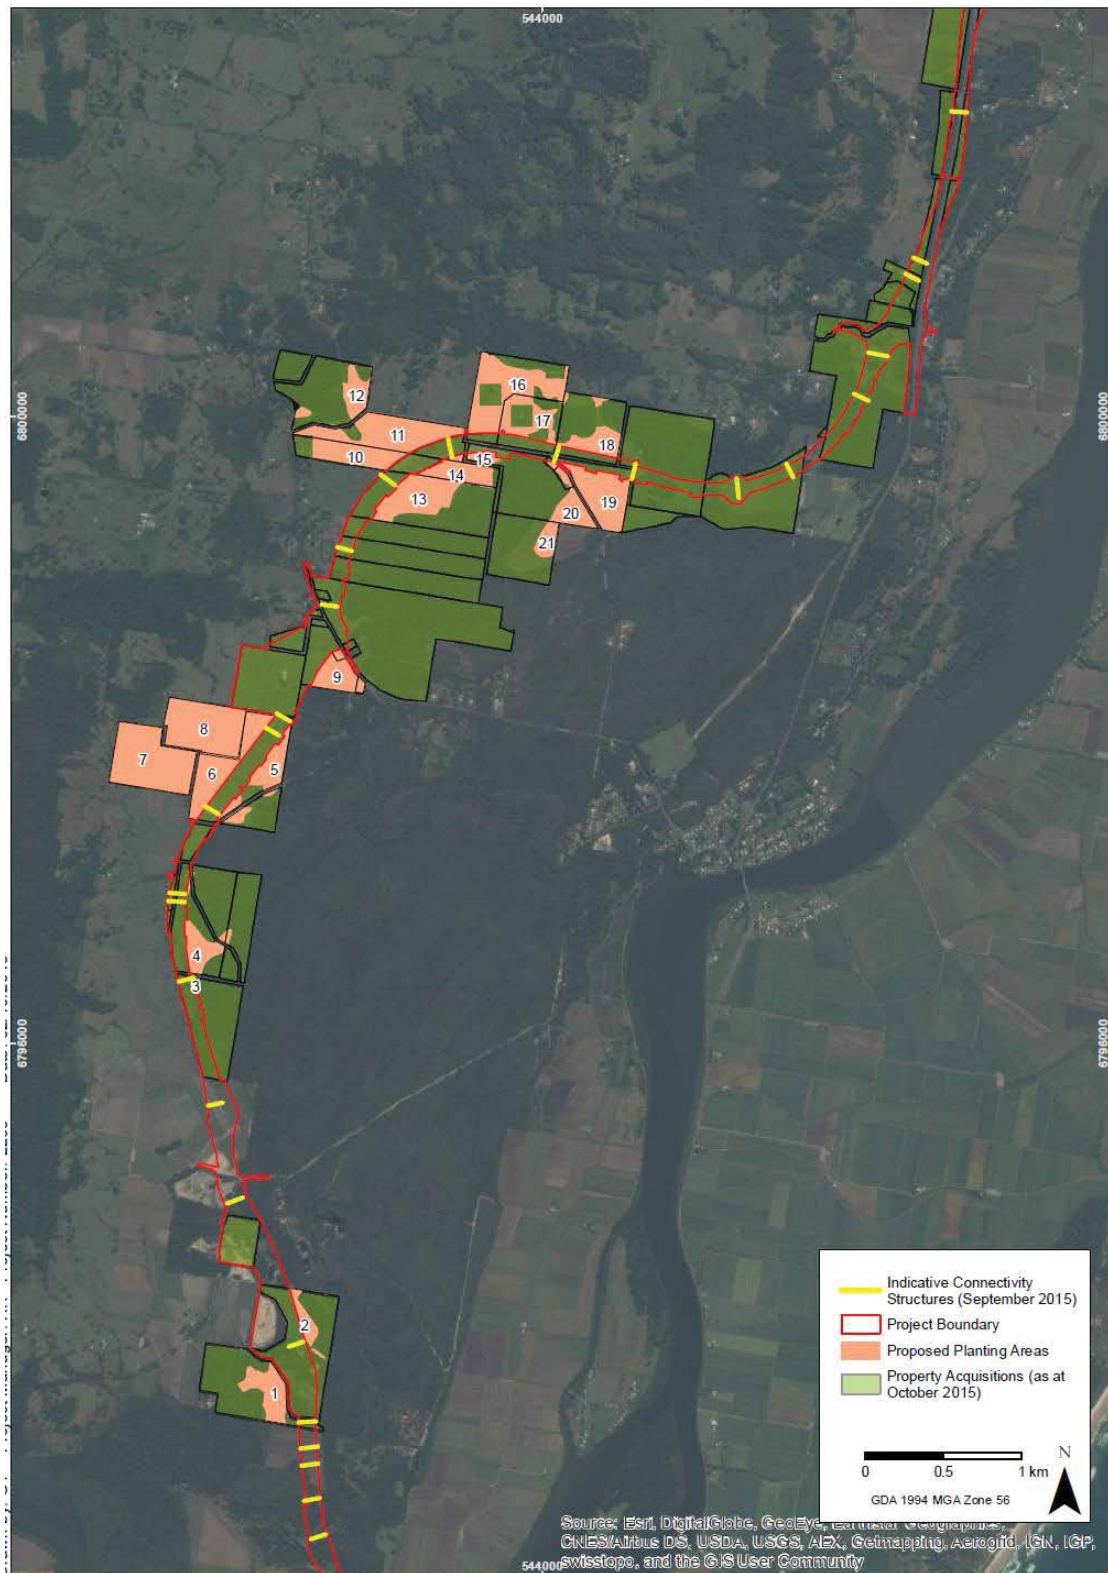 544000
6800000
6800000
12
16
17
11
18
10
15
14
13
19
20
21
9
8
7
6
5
4
3
6796000
6796000
2
1
Indicative Connectivity
Structures (September 2015)
Project Boundary
Proposed Planting Areas
Property Acquisitions (as at
October 2015)
0 0.5 1 km
N
GDA 1994 MGA Zone 56
Source: Esri, DigitalGlobe, GeoEye, Earthstar Geographics,
CNES/Airbus DS, USDA, USGS, AEX, Getmapping, Aerogrid, IGN, IGP,
swisstopo, and the GIS User Community
544000